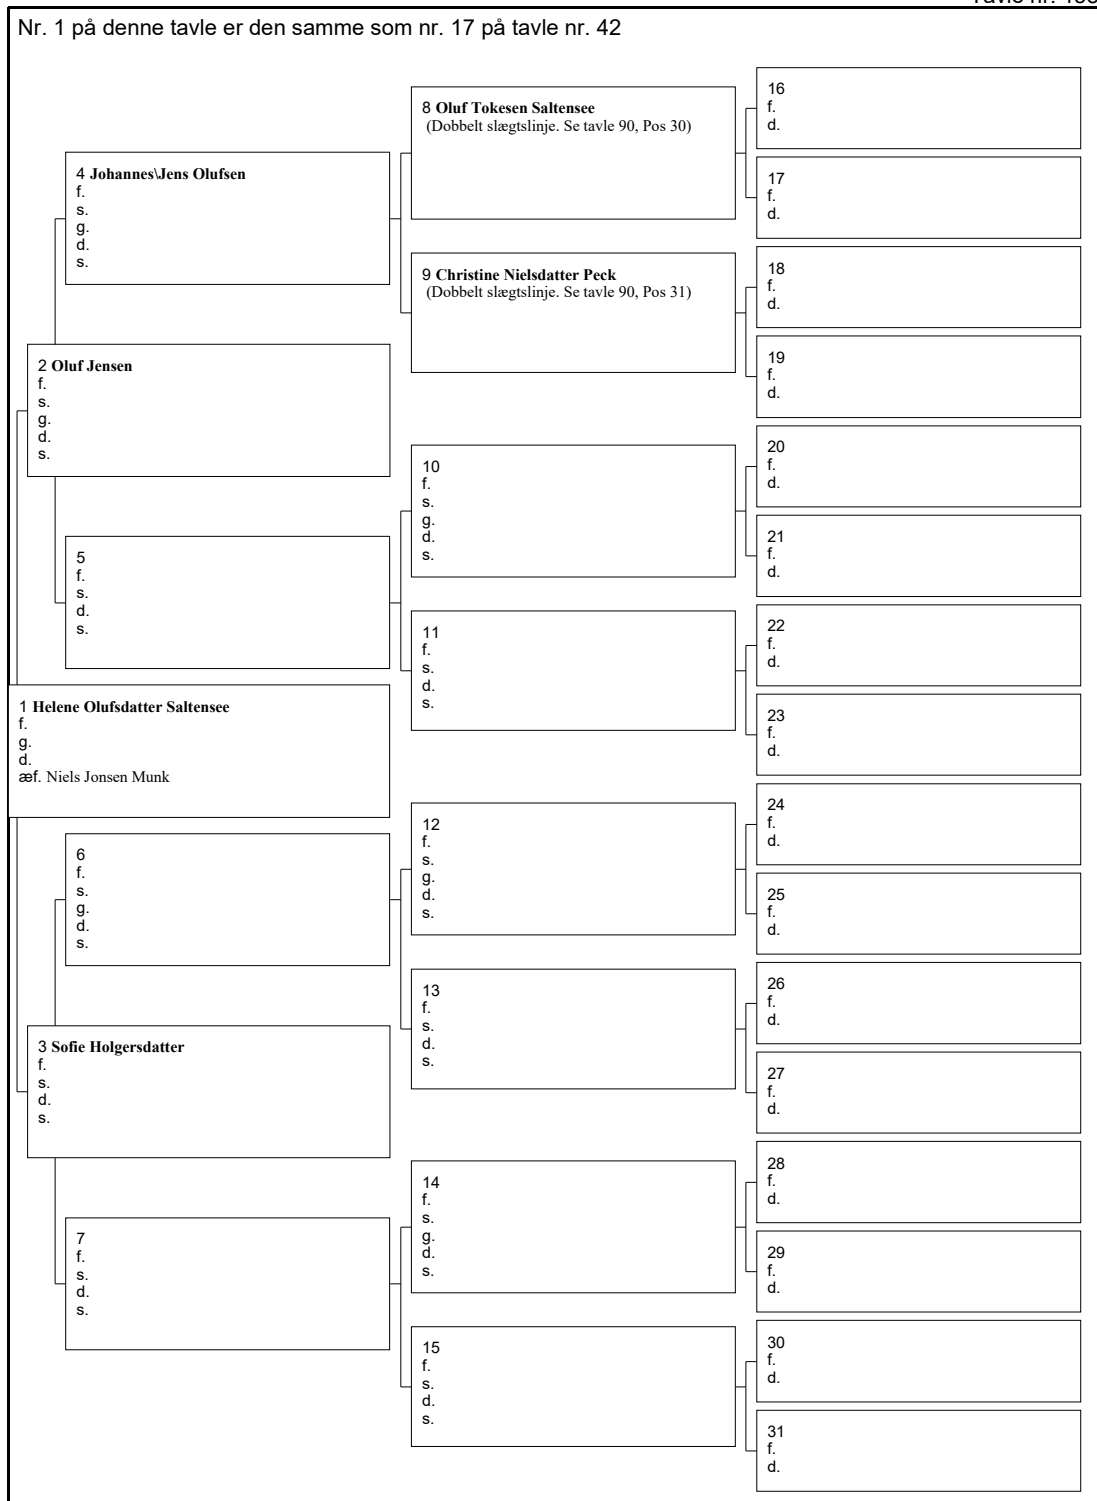 Nr. 1 på denne tavle er den samme som nr. 17 på tavle nr. 42
8 Oluf Tokesen Saltensee
(Dobbelt slægtslinje. Se tavle 90, Pos 30)
4 Johannes\Jens Olufsen
f.
s.
g.
d.
s.
9 Christine Nielsdatter Peck
(Dobbelt slægtslinje. Se tavle 90, Pos 31)
2 Oluf Jensen
f.
s.
g.
d.
s.
10
f.
s.
g.
d.
s.
5
f.
s.
d.
s.
11
f.
s.
d.
s.
1 Helene Olufsdatter Saltensee
f.
g.
d.
æf. Niels Jonsen Munk
12
f.
s.
g.
d.
s.
6
f.
s.
g.
d.
s.
13
f.
s.
d.
s.
3 Sofie Holgersdatter
f.
s.
d.
s.
14
f.
s.
g.
d.
s.
7
f.
s.
d.
s.
15
f.
s.
d.
s.
16
f.
d.
17
f.
d.
18
f.
d.
19
f.
d.
20
f.
d.
21
f.
d.
22
f.
d.
23
f.
d.
24
f.
d.
25
f.
d.
26
f.
d.
27
f.
d.
28
f.
d.
29
f.
d.
30
f.
d.
31
f.
d.